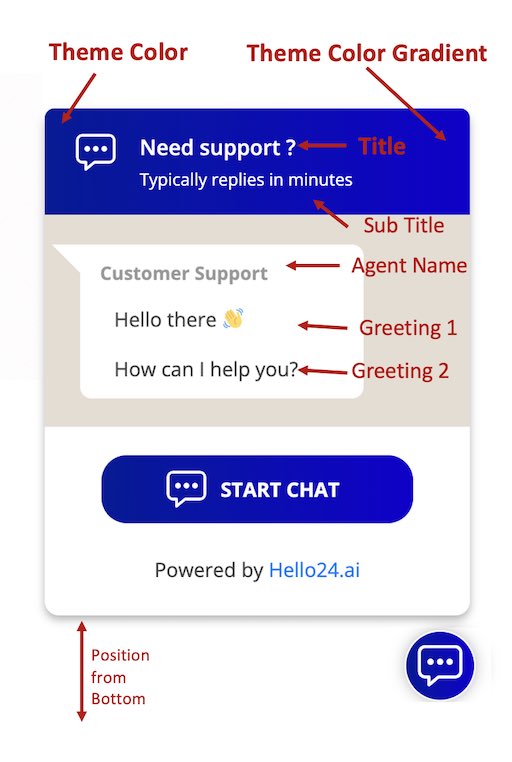 Theme Color
Theme Color Gradient
Need support ?
Title
Typically replies in minutes
Sub Title
Customer Support
Agent Name
Hello there 👋
Greeting 1
How can I help you?
Greeting 2
START CHAT
Powered by Hello24.ai
Position
from
Bottom